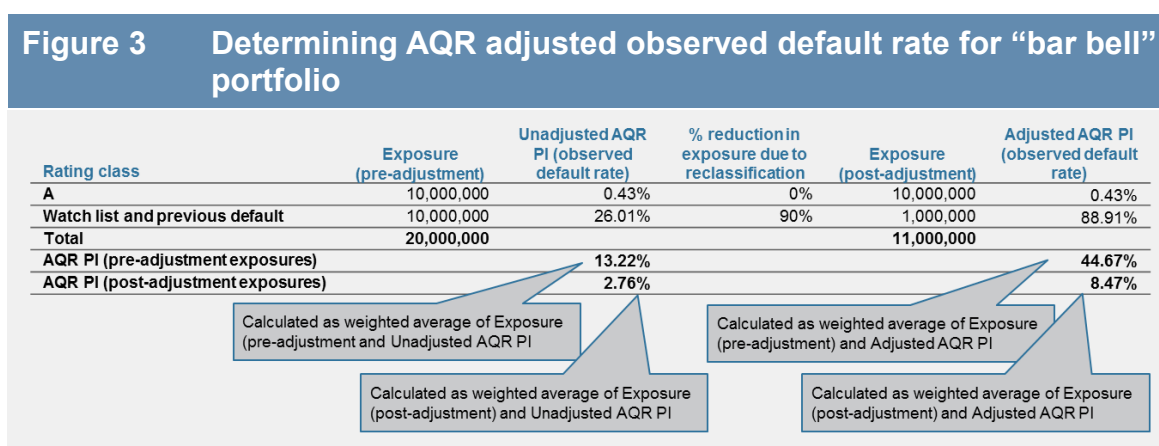 Figure 3 Determining AQR adjusted observed default rate for “bar bell”
portfolio
Unadjusted AQR % reduction in Adjusted AQR PI
Exposure PI (observed exposure due to Exposure (observed default
Rating class (pre-adjustment) default rate) reclassification (post-adjustment) rate)
A 10,000,000 0.43% 0% 10,000,000 0.43%
Watch list and previous default 10,000,000 26.01% 90% 1,000,000 88.91%
Total 20,000,000 11,000,000
AQR PI (pre-adjustment exposures) 13.22% 44.67%
AQR PI (post-adjustment exposures) 2.76% 8.47%
Calculated as weighted average of Exposure
(pre-adjustment and Unadjusted AQR PI
Calculated as weighted average of Exposure
(pre-adjustment) and Adjusted AQR PI
Calculated as weighted average of Exposure
(post-adjustment) and Unadjusted AQR PI
Calculated as weighted average of Exposure
(post-adjustment) and Adjusted AQR PI